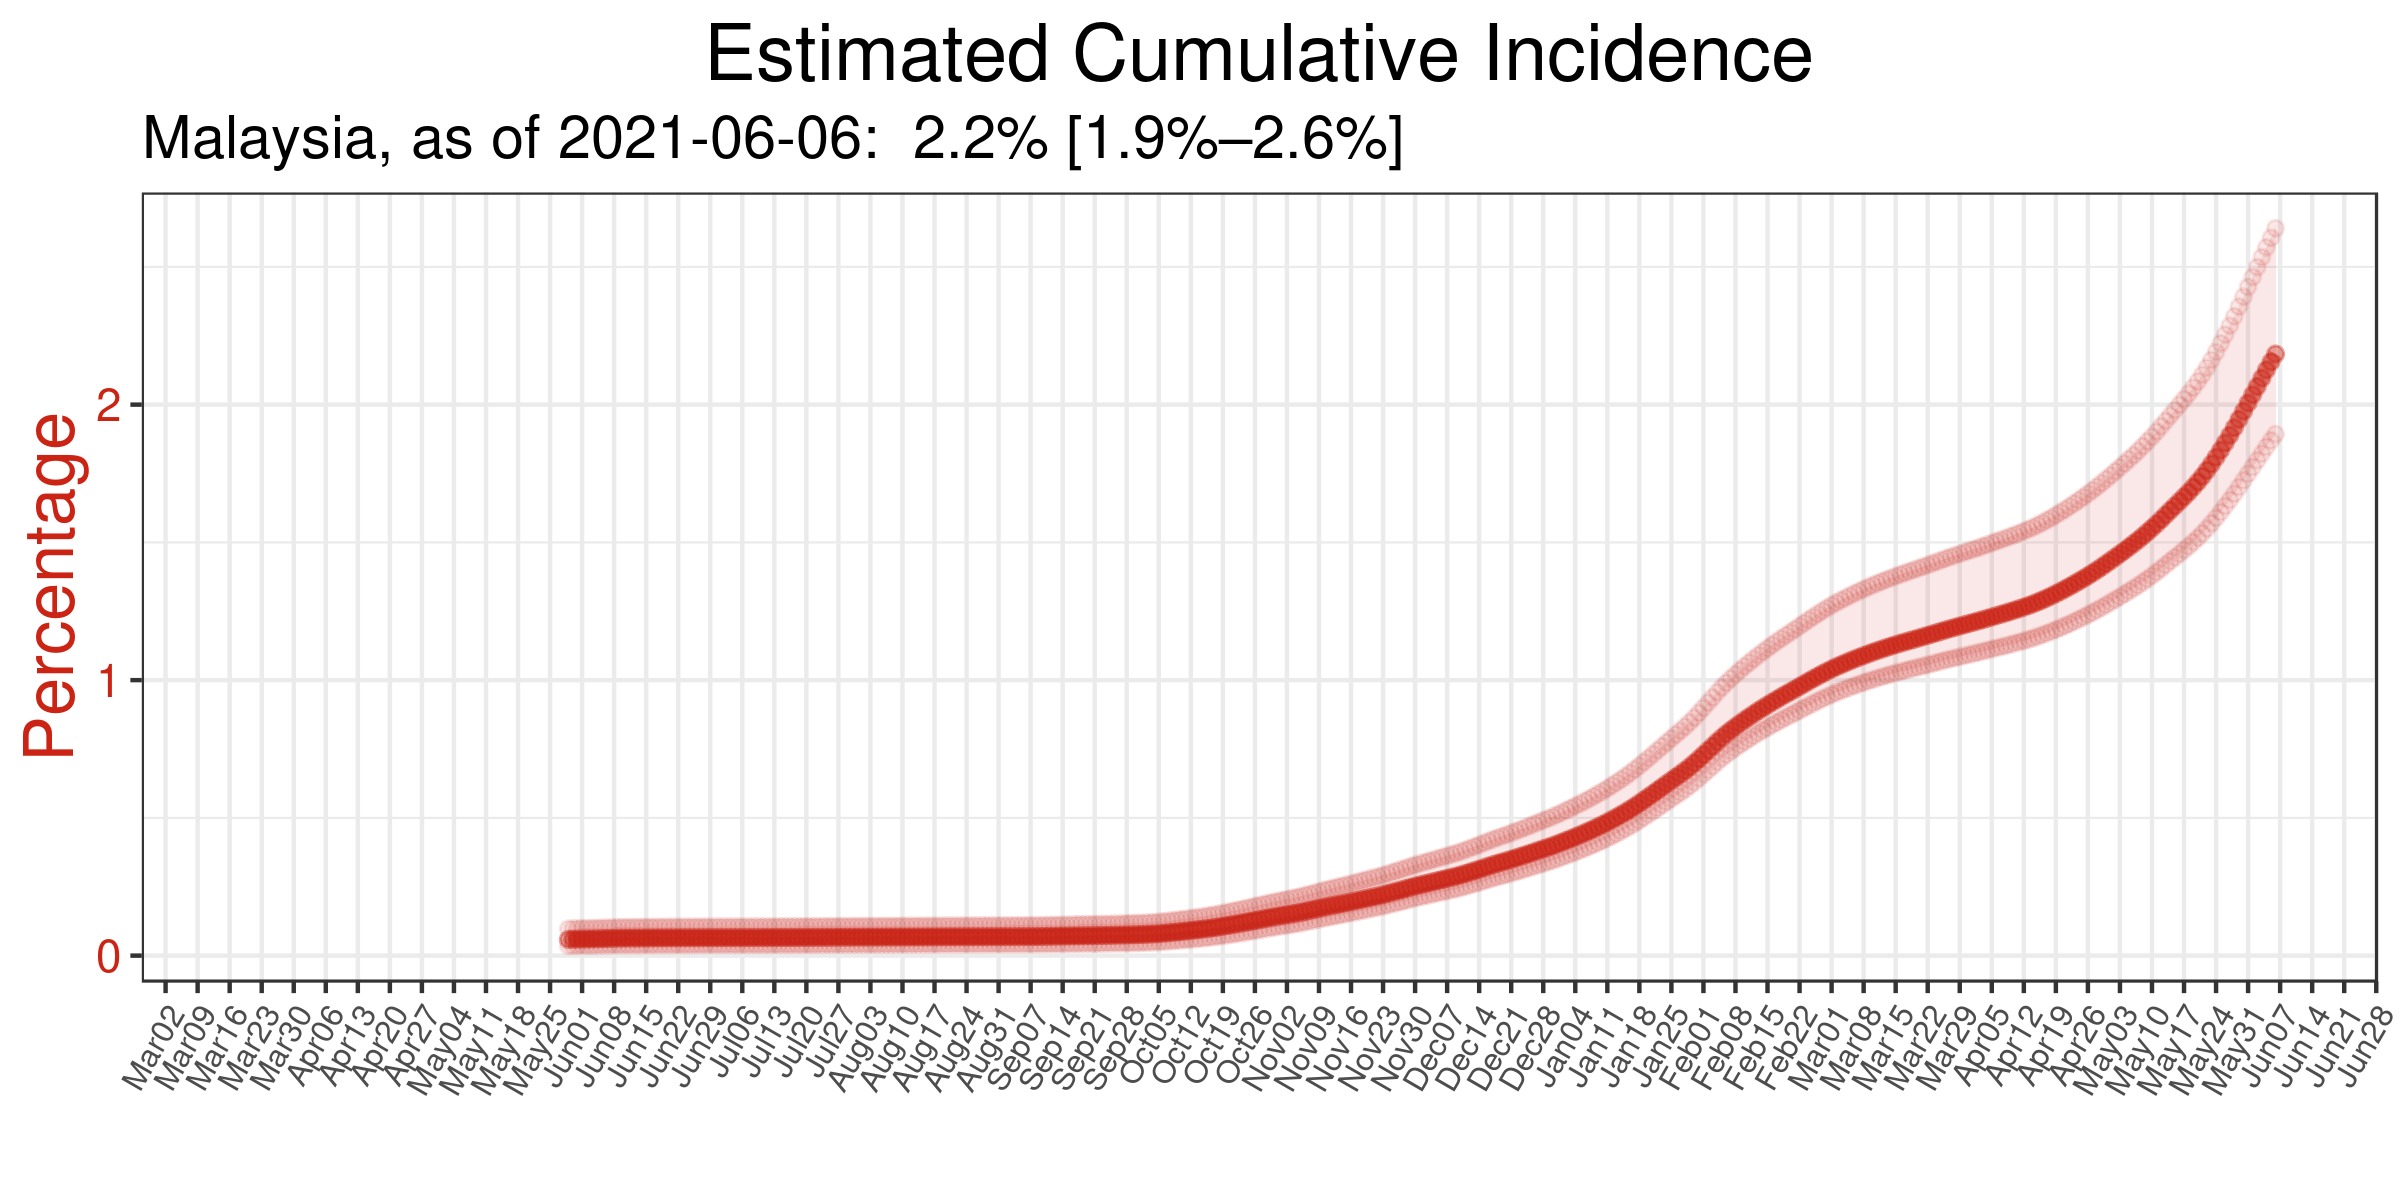 Estimated Cumulative Incidence
Malaysia, as of 2021-06-06:  2.2% [1.9%–2.6%]
Percentage
2
1
0
Mar02
Mar09
Mar16
Mar23
Mar30
Apr06
Apr13
Apr20
Apr27
May04
May11
May18
May25
Jun01
Jun08
Jun15
Jun22
Jun29
Jul06
Jul13
Jul20
Jul27
Aug03
Aug10
Aug17
Aug24
Aug31
Sep07
Sep14
Sep21
Sep28
Oct05
Oct12
Oct19
Oct26
Nov02
Nov09
Nov16
Nov23
Nov30
Dec07
Dec14
Dec21
Dec28
Jan04
Jan11
Jan18
Jan25
Feb01
Feb08
Feb15
Feb22
Mar01
Mar08
Mar15
Mar22
Mar29
Apr05
Apr12
Apr19
Apr26
May03
May10
May17
May24
May31
Jun07
Jun14
Jun21
Jun28